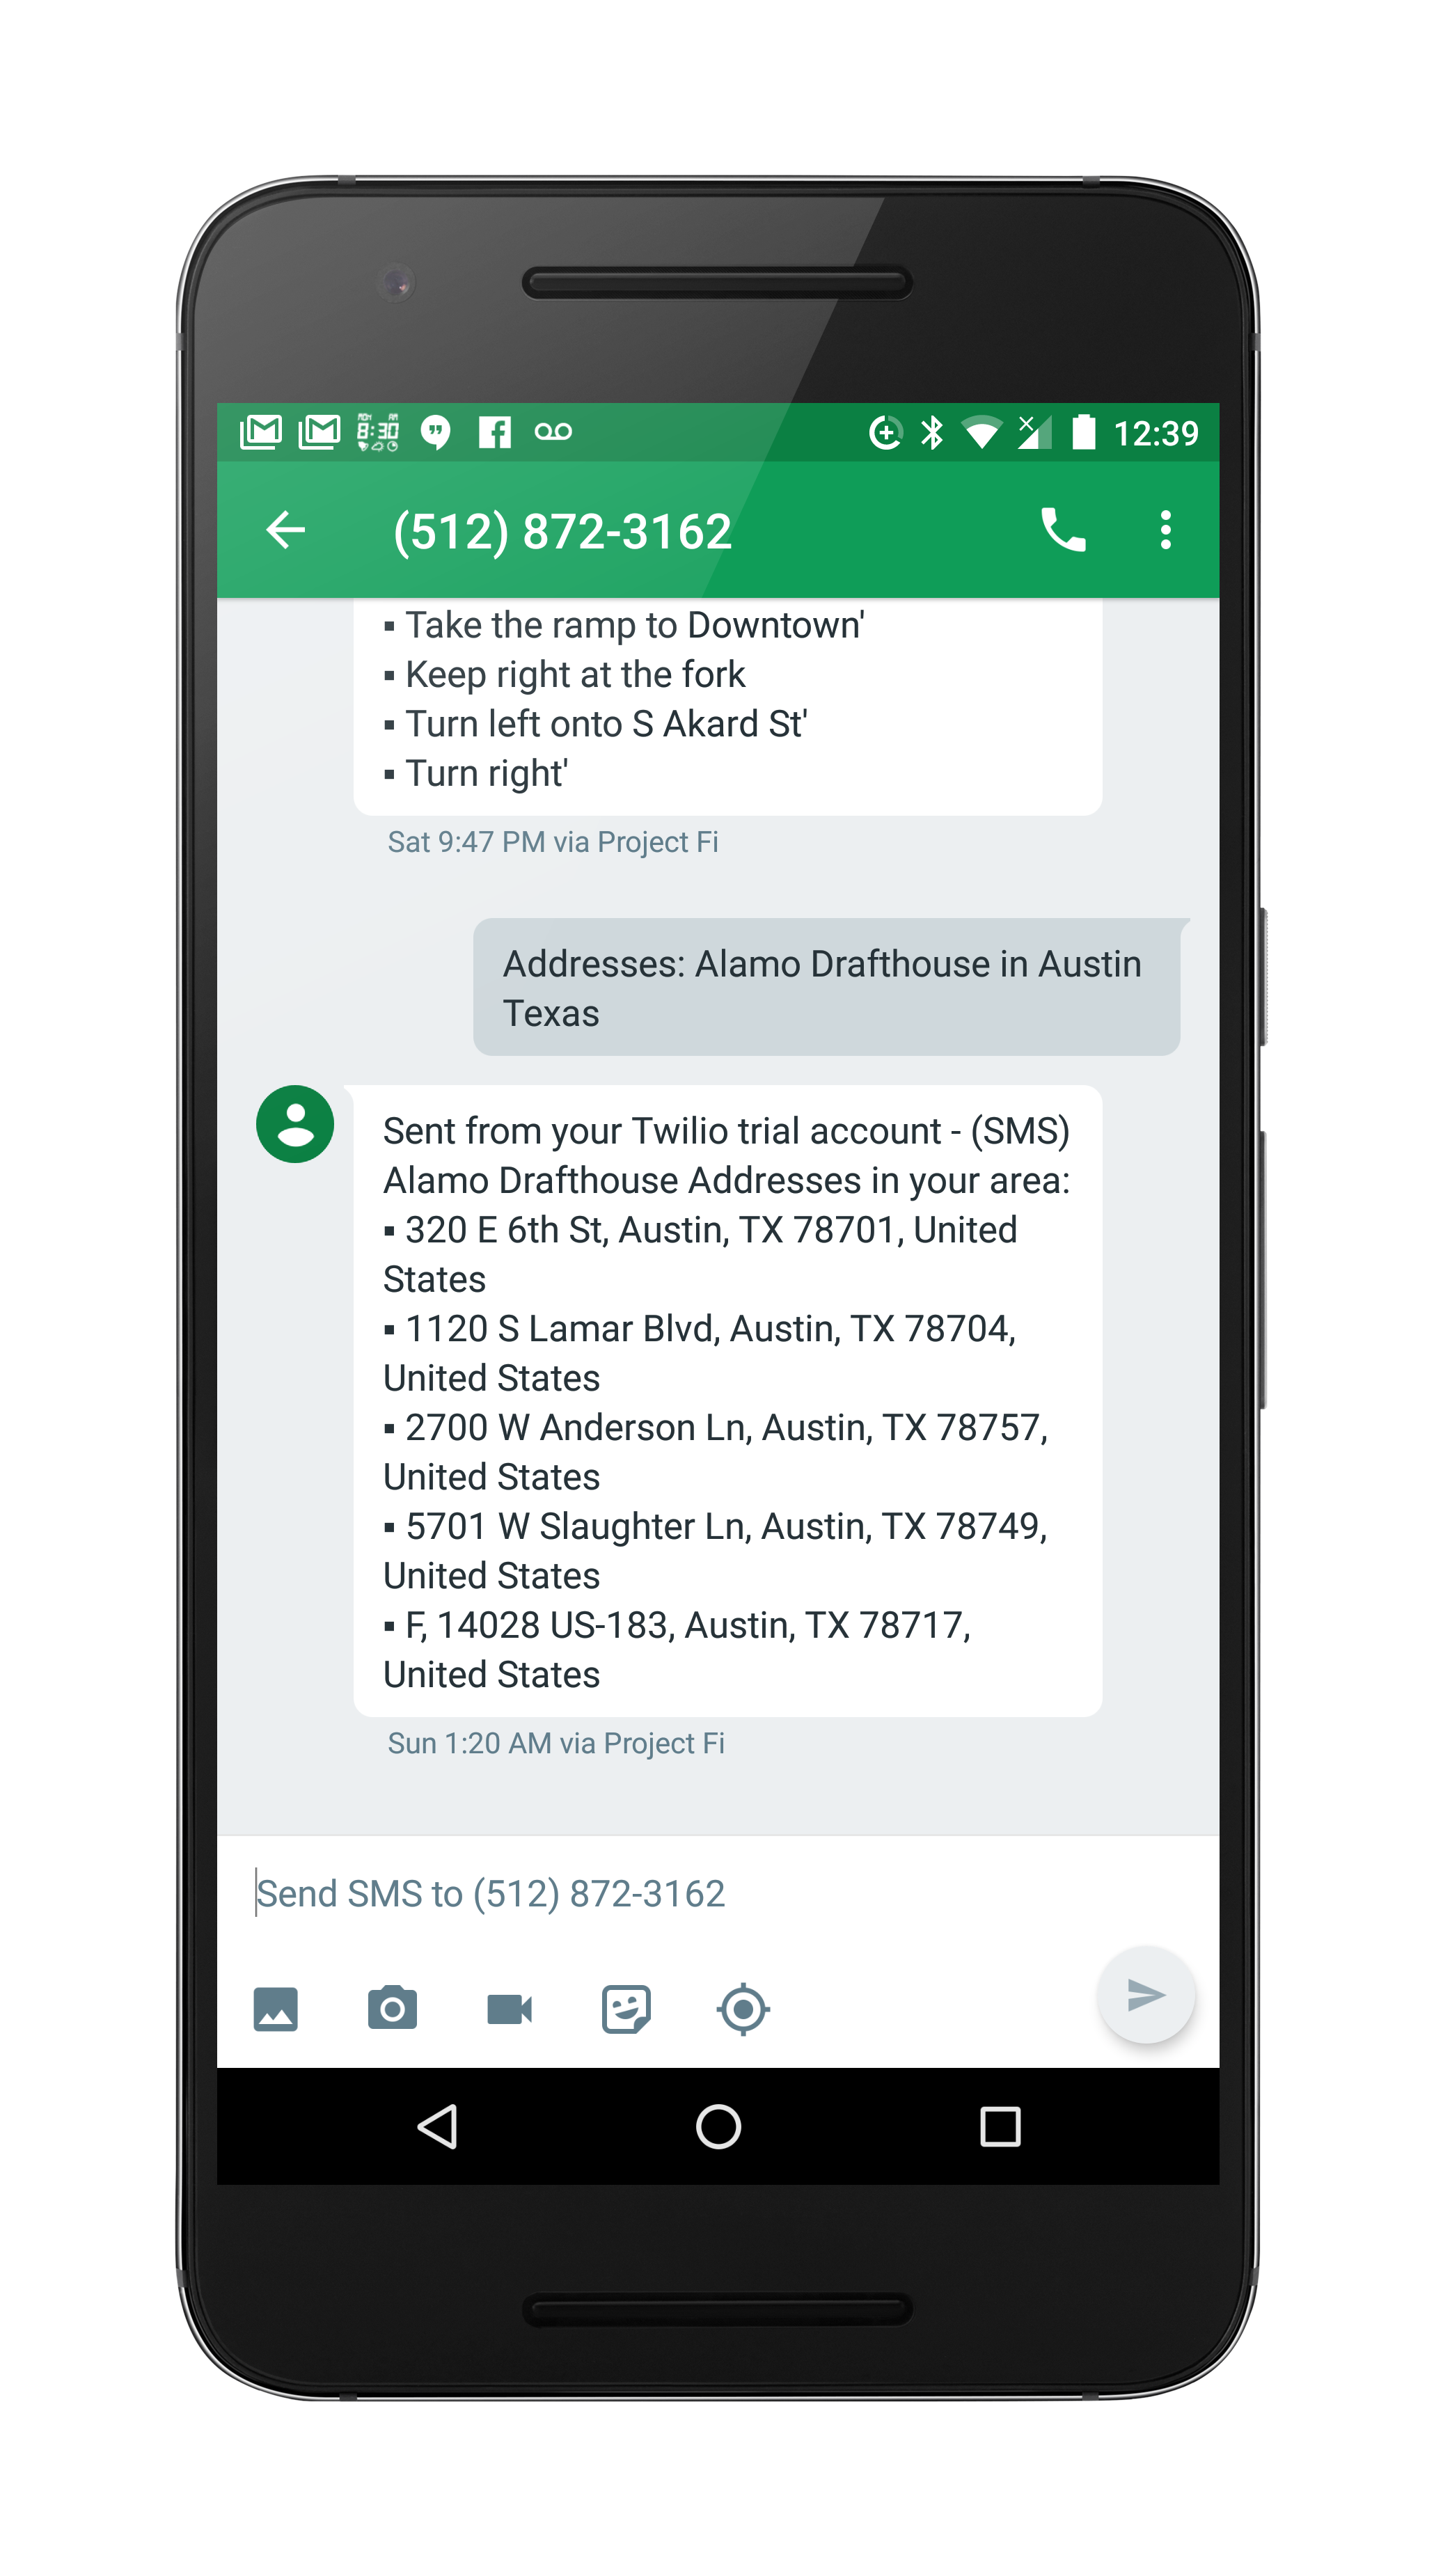 MON AM
8:30
12:39
(512) 872-3162
▪ Take the ramp to Downtown'
▪ Keep right at the fork
▪ Turn left onto S Akard St'
▪ Turn right'
Sat 9:47 PM via Project Fi
Addresses: Alamo Drafthouse in Austin
Texas
Sent from your Twilio trial account - (SMS)
Alamo Drafthouse Addresses in your area:
▪ 320 E 6th St, Austin, TX 78701, United
States
▪ 1120 S Lamar Blvd, Austin, TX 78704,
United States
▪ 2700 W Anderson Ln, Austin, TX 78757,
United States
▪ 5701 W Slaughter Ln, Austin, TX 78749,
United States
▪ F, 14028 US-183, Austin, TX 78717,
United States
Sun 1:20 AM via Project Fi
Send SMS to (512) 872-3162